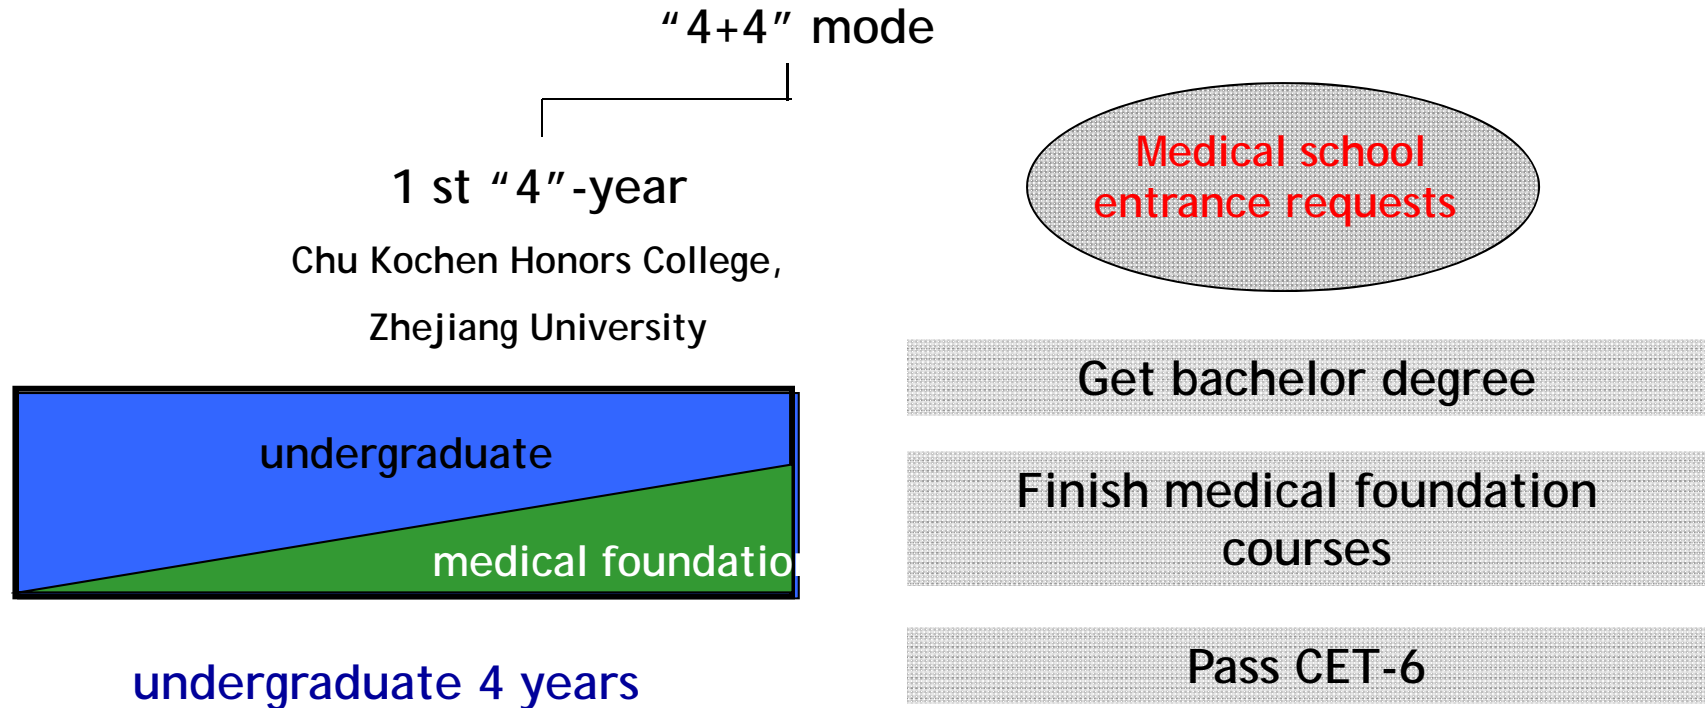 “4+4” mode
1 st “4”-year
Chu Kochen Honors College,
Zhejiang University
undergraduate
medical foundation
undergraduate 4 years
Medical school
entrance requests
Get bachelor degree
Finish medical foundation
courses
Pass CET-6